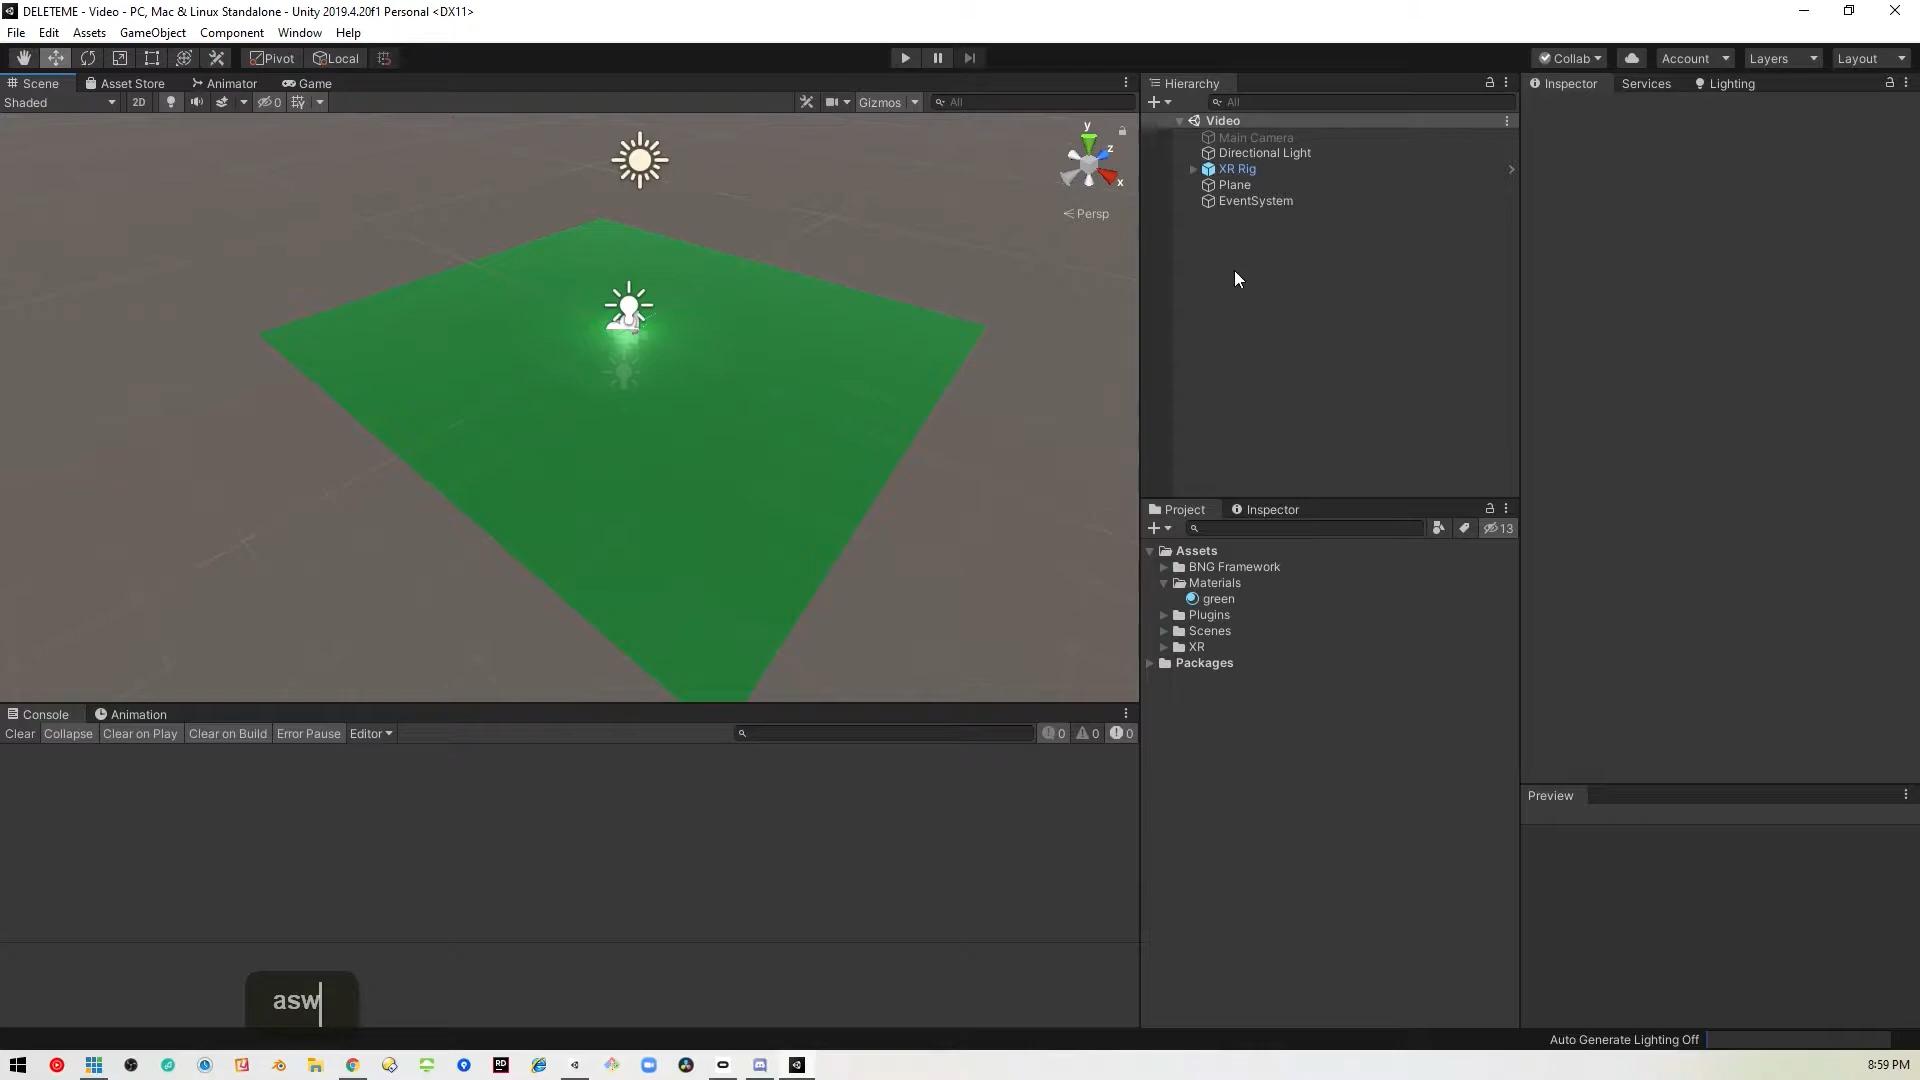 DELETEME - Video - PC, Mac & Linux Standalone - Unity 2019.4.20f1 Personal <DX11>
File Edit Assets GameObject Component Window Help
Pivot Local Collab Account Layers Layout
Scene Asset Store Animator Game
Shaded 2D 0 Gizmos All
y
z
x
Persp
Hierarchy
All
Video
Main Camera
Directional Light
XR Rig
Plane
EventSystem
Inspector Services Lighting
Project Inspector
13
Assets
BNG Framework
Materials
green
Plugins
Scenes
XR
Packages
Console Animation
Clear Collapse Clear on Play Clear on Build Error Pause Editor 0 0 0
Preview
asw
Auto Generate Lighting Off
RD
8:59 PM